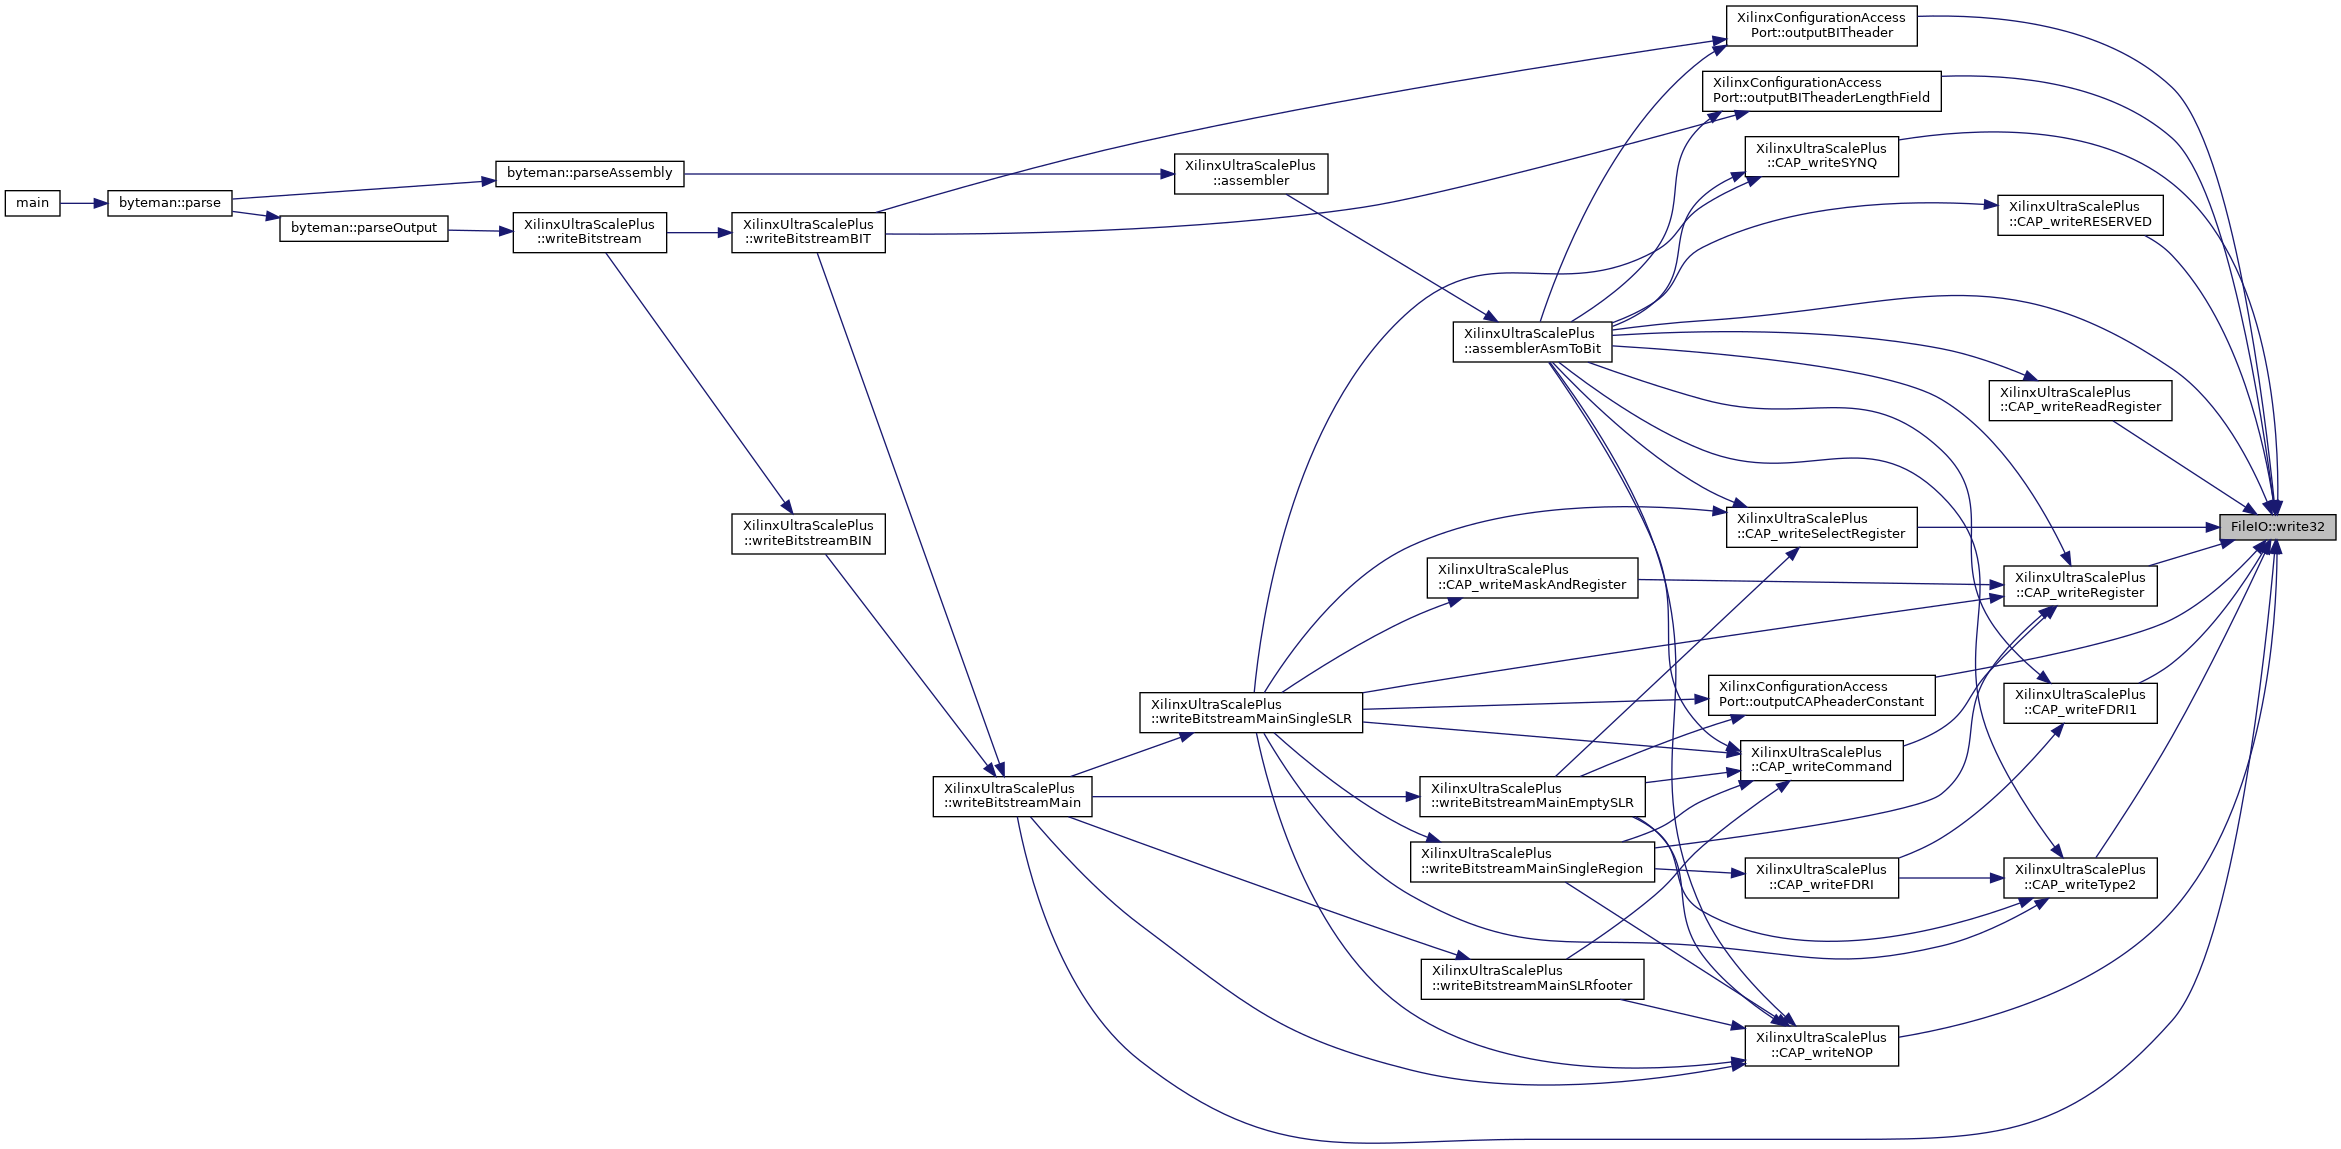 XilinxConfigurationAccess
Port::outputBITheader
XilinxConfigurationAccess
Port::outputBITheaderLengthField
XilinxUltraScalePlus
::CAP_writeSYNQ
XilinxUltraScalePlus
::assembler
byteman::parseAssembly
main
byteman::parse
byteman::parseOutput
XilinxUltraScalePlus
::writeBitstream
XilinxUltraScalePlus
::writeBitstreamBIT
XilinxUltraScalePlus
::CAP_writeRESERVED
XilinxUltraScalePlus
::assemblerAsmToBit
XilinxUltraScalePlus
::CAP_writeReadRegister
XilinxUltraScalePlus
::writeBitstreamBIN
XilinxUltraScalePlus
::CAP_writeSelectRegister
FileIO::write32
XilinxUltraScalePlus
::CAP_writeMaskAndRegister
XilinxUltraScalePlus
::CAP_writeRegister
XilinxUltraScalePlus
::writeBitstreamMainSingleSLR
XilinxConfigurationAccess
Port::outputCAPheaderConstant
XilinxUltraScalePlus
::CAP_writeFDRI1
XilinxUltraScalePlus
::CAP_writeCommand
XilinxUltraScalePlus
::writeBitstreamMain
XilinxUltraScalePlus
::writeBitstreamMainEmptySLR
XilinxUltraScalePlus
::writeBitstreamMainSingleRegion
XilinxUltraScalePlus
::CAP_writeFDRI
XilinxUltraScalePlus
::CAP_writeType2
XilinxUltraScalePlus
::writeBitstreamMainSLRfooter
XilinxUltraScalePlus
::CAP_writeNOP